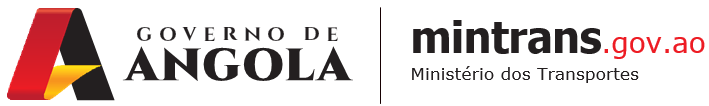 GOVERNO DE
ANGOLA
mintrans.gov.ao
Ministério dos Transportes